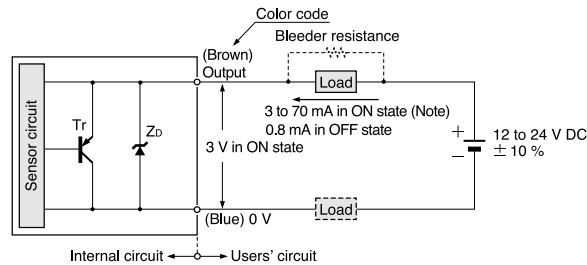 Color code
Bleeder resistance
(Brown)
Output
Load
Sensor circuit
Tr
ZD
3 to 70 mA in ON state (Note)
0.8 mA in OFF state
3 V in ON state
+
−
12 to 24 V DC
± 10 %
(Blue) 0 V
Load
Internal circuit
Users' circuit